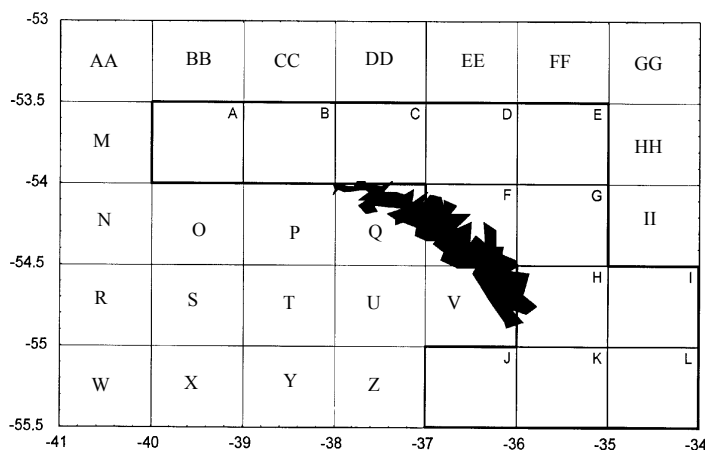 -53
AA BB CC DD EE FF GG
-53.5
A B C D E
M HH
-54
F G
N O P Q II
-54.5
H I
R S T U V
-55
J K L
W X Y Z
-55.5
-41 -40 -39 -38 -37 -36 -35 -34